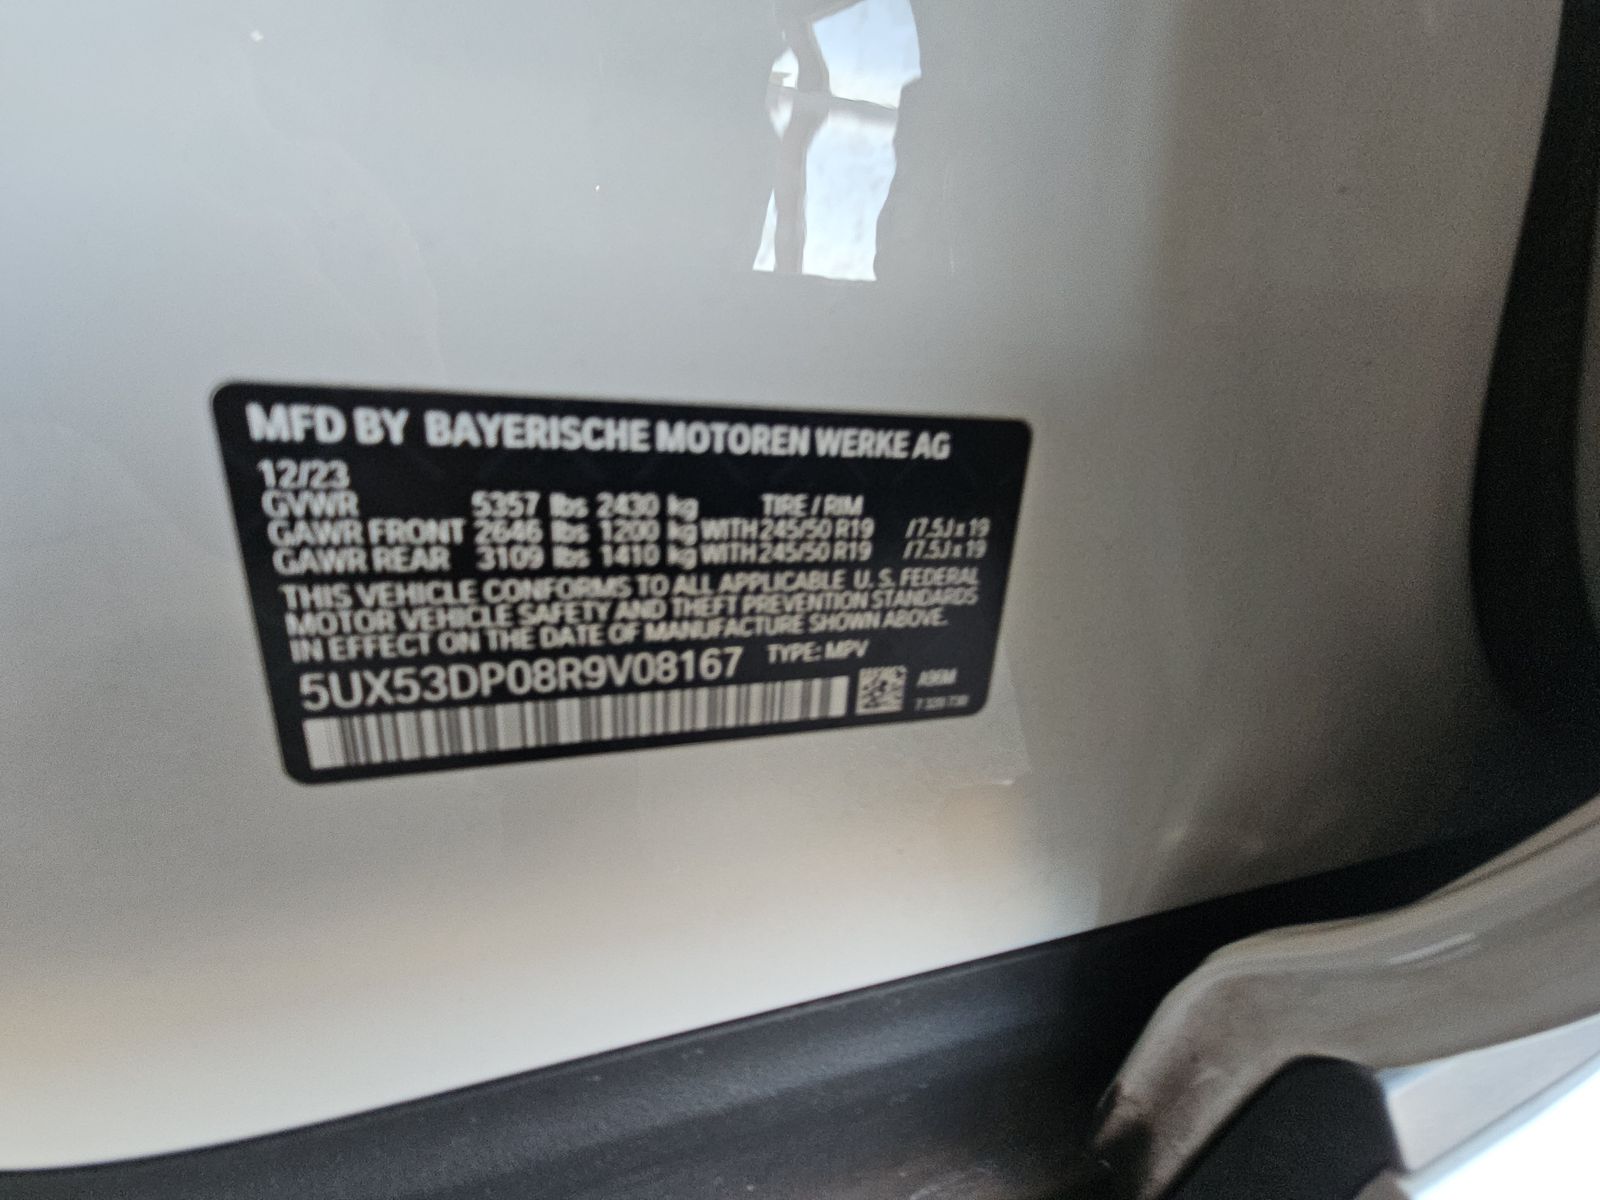 MFD BY BAYERISCHE MOTOREN WERKE AG
12/23
GVWR 5357 lbs 2430 kg TIRE / RIM
GAWR FRONT 2646 lbs 1200 kg WITH 245/50 R19 /7.5J x 19
GAWR REAR 3109 lbs 1410 kg WITH 245/50 R19 /7.5J x 19
THIS VEHICLE CONFORMS TO ALL APPLICABLE U. S. FEDERAL
MOTOR VEHICLE SAFETY AND THEFT PREVENTION STANDARDS
IN EFFECT ON THE DATE OF MANUFACTURE SHOWN ABOVE.
5UX53DP08R9V08167 TYPE: MPV